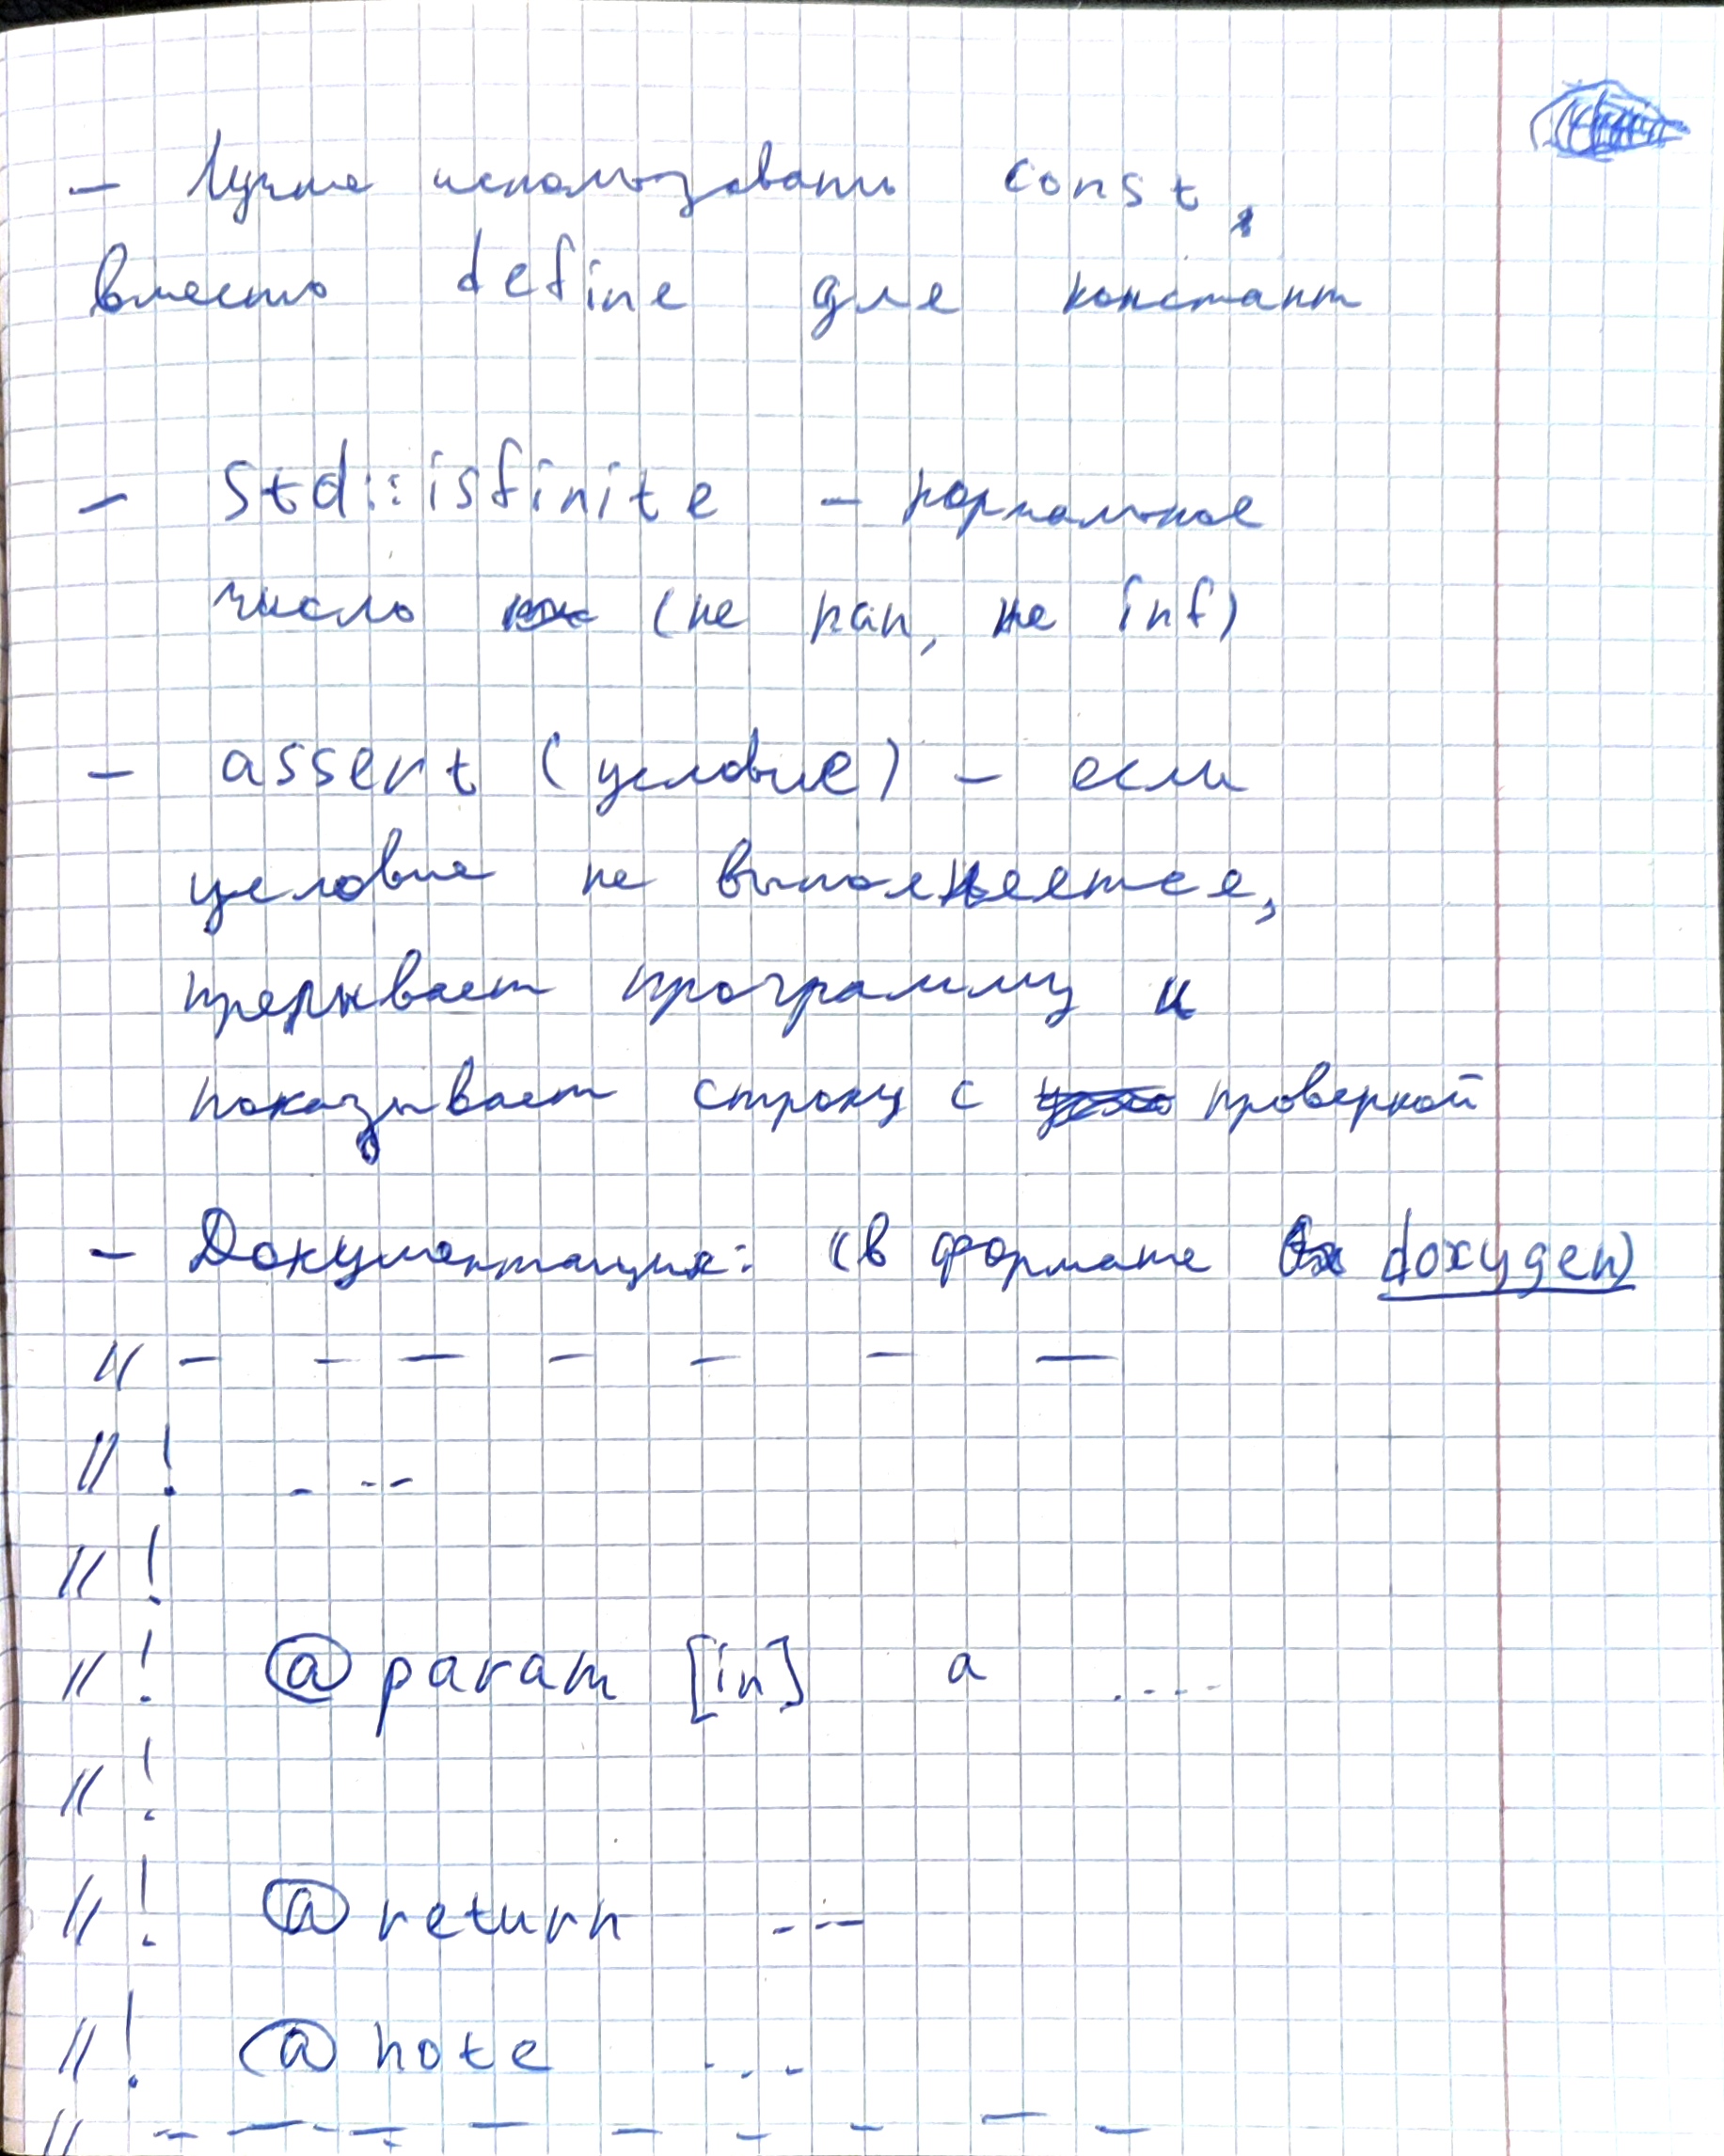 - Лучше использовать const,
вместо define для констант
- std::isfinite - нормальное
число (не nan, не inf)
- assert (условие) - если
условие не выполняется,
прерывает программу и
показывает строку с проверкой
- Документация: (в формате doxygen)
// - - - - - - -
//! . --
//!
//! @param [in] a ....
//!
//! @return ---
//! @note ...
// - - - - - - - -